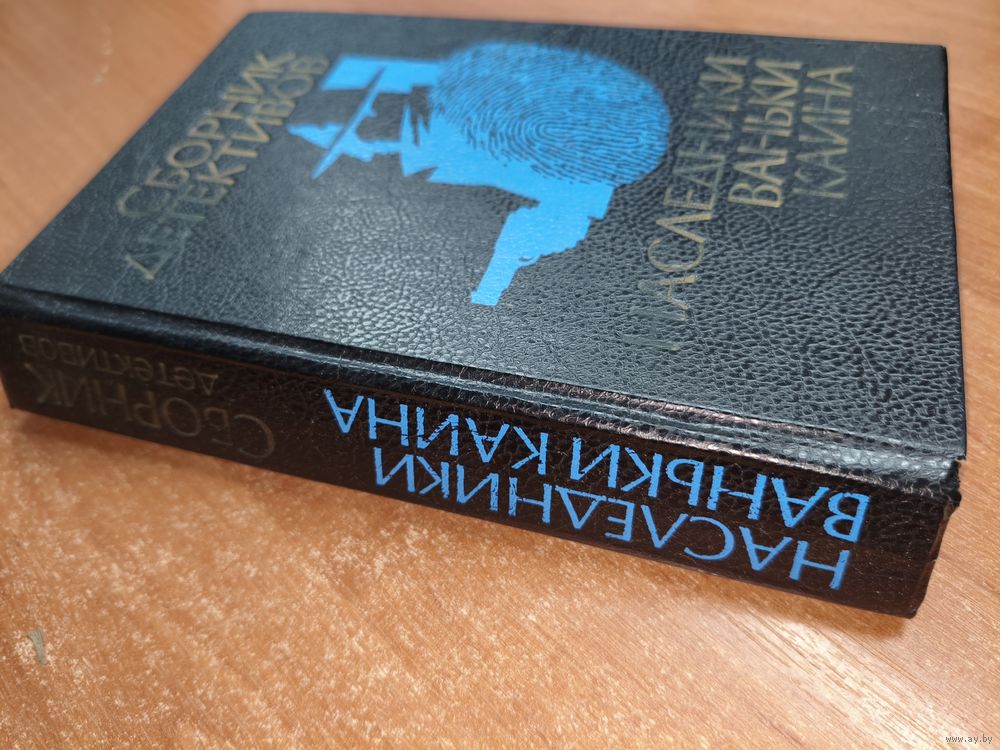 СБОРНИК
ДЕТЕКТИВОВ
НАСЛЕДНИКИ
ВАНЬКИ
КАИНА
СБОРНИК
ДЕТЕКТИВОВ
НАСЛЕДНИКИ
ВАНЬКИ КАИНА
www.ay.by